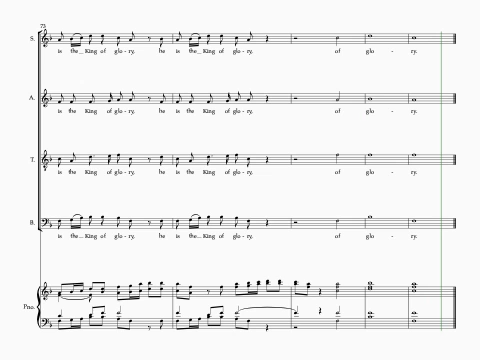 73
S.
is the King of glo - ry, he is the King of glo - ry, of glo - ry.
A.
is the King of glo - ry, he is the King of glo - ry, of glo - ry.
T.
is the King of glo - ry, he is the King of glo - ry, of glo - ry.
B.
is the King of glo - ry, he is the King of glo - ry, of glo - ry.
Pno.